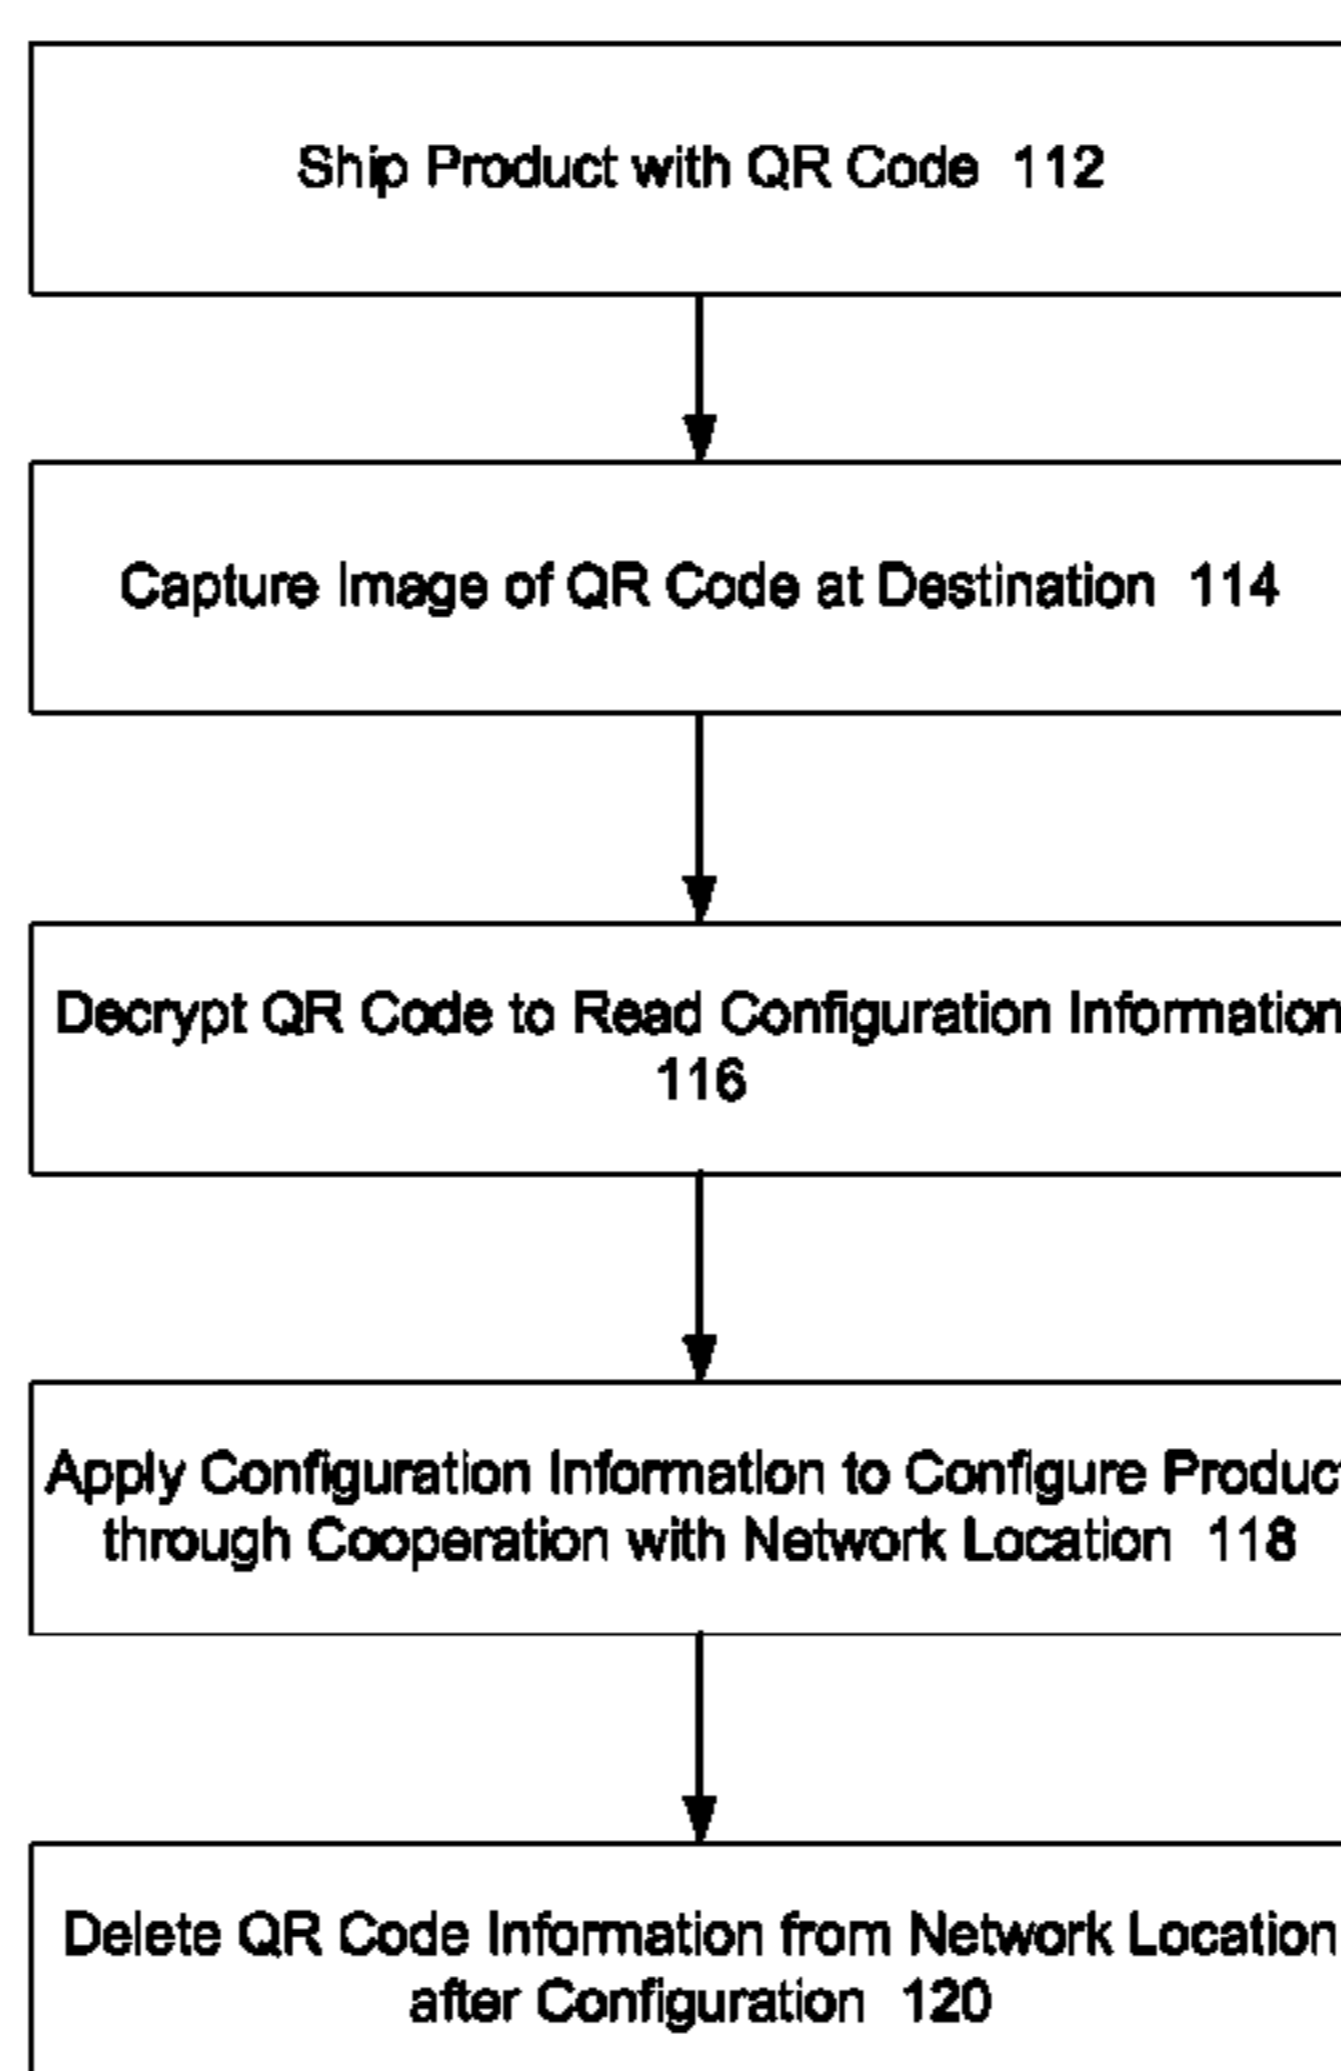 Ship Product with QR Code 112
Capture Image of QR Code at Destination 114
Decrypt QR Code to Read Configuration Information
116
Apply Configuration Information to Configure Product
through Cooperation with Network Location 118
Delete QR Code Information from Network Location
after Configuration 120